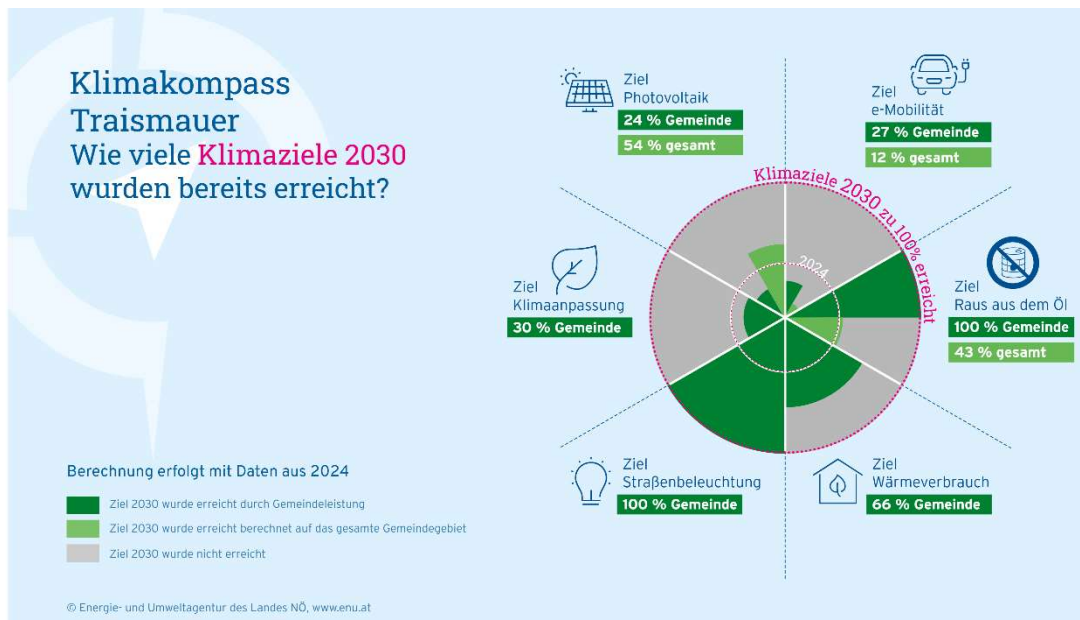 Klimakompass
Traismauer
Wie viele Klimaziele 2030
wurden bereits erreicht?
Ziel
Photovoltaik
24 % Gemeinde
54 % gesamt
Ziel
e-Mobilität
27 % Gemeinde
12 % gesamt
Klimaziele 2030 zu 100% erreicht
2024
Ziel
Klimaanpassung
30 % Gemeinde
Ziel
Raus aus dem Öl
100 % Gemeinde
43 % gesamt
Ziel
Straßenbeleuchtung
100 % Gemeinde
Ziel
Wärmeverbrauch
66 % Gemeinde
Berechnung erfolgt mit Daten aus 2024
Ziel 2030 wurde erreicht durch Gemeindeleistung
Ziel 2030 wurde erreicht berechnet auf das gesamte Gemeindegebiet
Ziel 2030 wurde nicht erreicht
© Energie- und Umweltagentur des Landes NÖ, www.enu.at